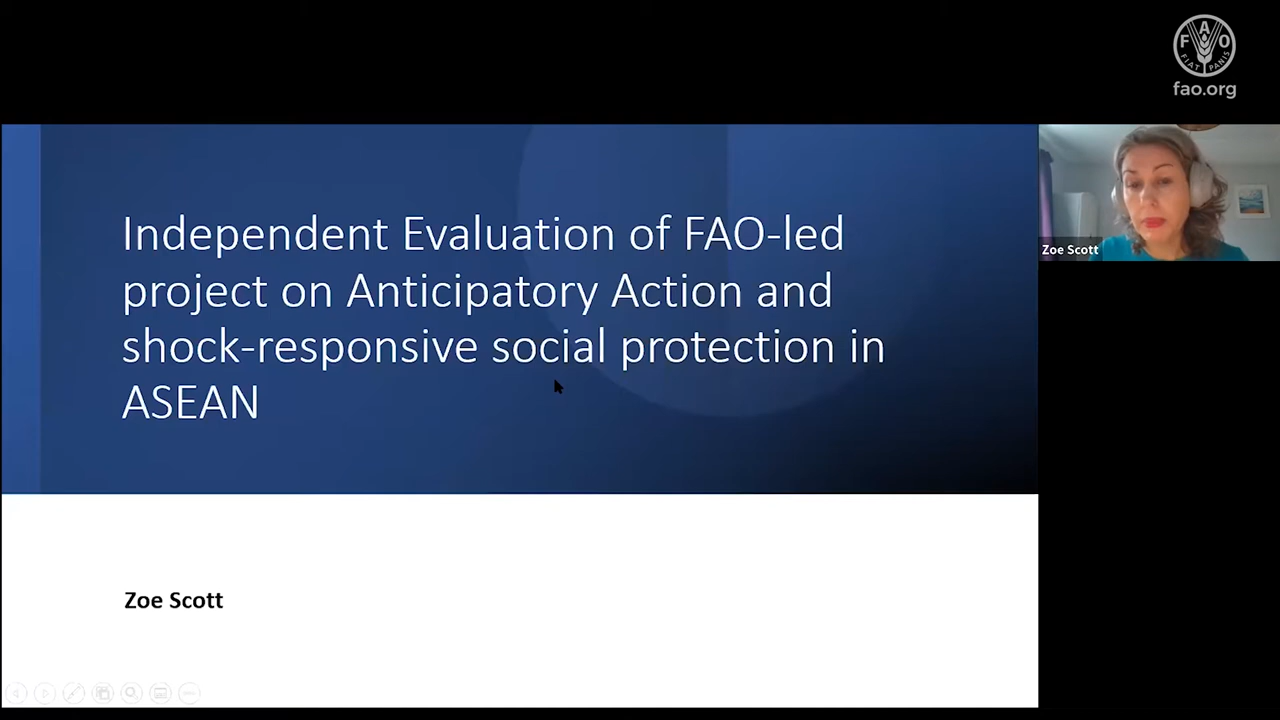 F A O
FIAT PANIS
fao.org
Independent Evaluation of FAO-led
project on Anticipatory Action and
shock-responsive social protection in
ASEAN
Zoe Scott
Zoe Scott